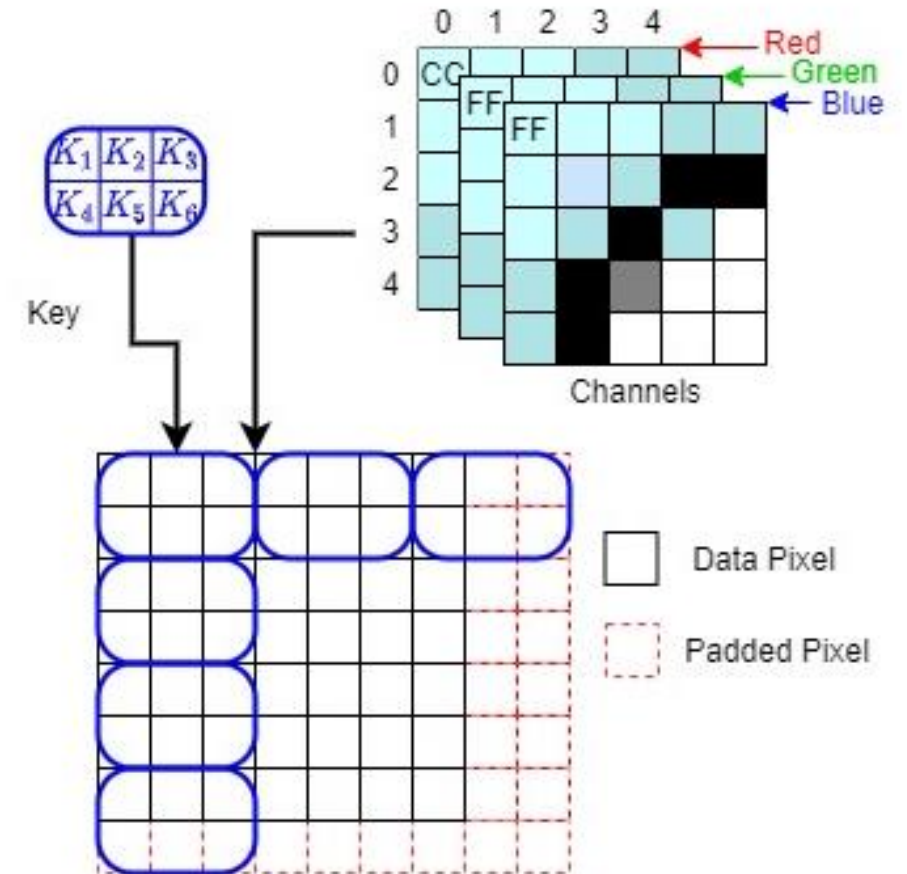 0 1 2 3 4
Red
0 CC
Green
FF
Blue
1 FF
K1 K2 K3
2
K4 K5 K6
3
4
Key
Channels
Data Pixel
Padded Pixel